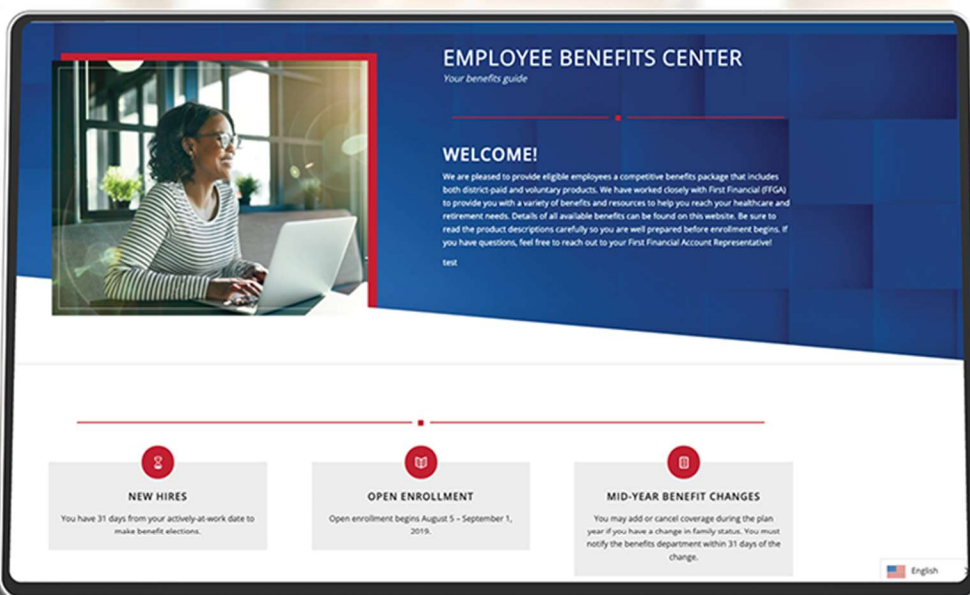 EMPLOYEE BENEFITS CENTER
Your benefits guide
WELCOME!
We are pleased to provide eligible employees a competitive benefits package that includes
both district-paid and voluntary products. We have worked closely with First Financial (FFGA)
to provide you with a variety of benefits and resources to help you reach your healthcare and
retirement needs. Details of all available benefits can be found on this website. Be sure to
read the product descriptions carefully so you are well prepared before enrollment begins. If
you have questions, feel free to reach out to your First Financial Account Representative!
test
NEW HIRES
You have 31 days from your actively-at-work date to
make benefit elections.
OPEN ENROLLMENT
Open enrollment begins August 5 – September 1,
2019.
MID-YEAR BENEFIT CHANGES
You may add or cancel coverage during the plan
year if you have a change in family status. You must
notify the benefits department within 31 days of the
change.
English